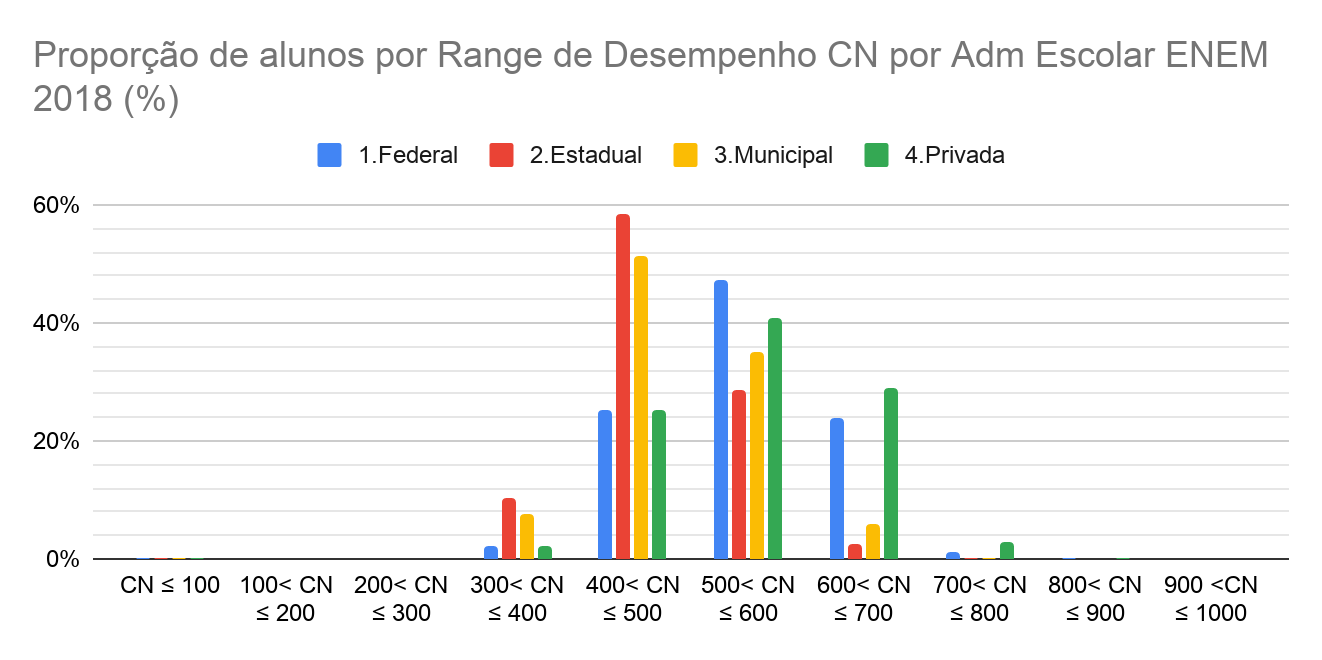 Proporção de alunos por Range de Desempenho CN por Adm Escolar ENEM
2018 (%)
1.Federal 2.Estadual 3.Municipal 4.Privada
60%
40%
20%
0%
CN ≤ 100 100< CN 200< CN 300< CN 400< CN 500< CN 600< CN 700< CN 800< CN 900 <CN
≤ 200 ≤ 300 ≤ 400 ≤ 500 ≤ 600 ≤ 700 ≤ 800 ≤ 900 ≤ 1000